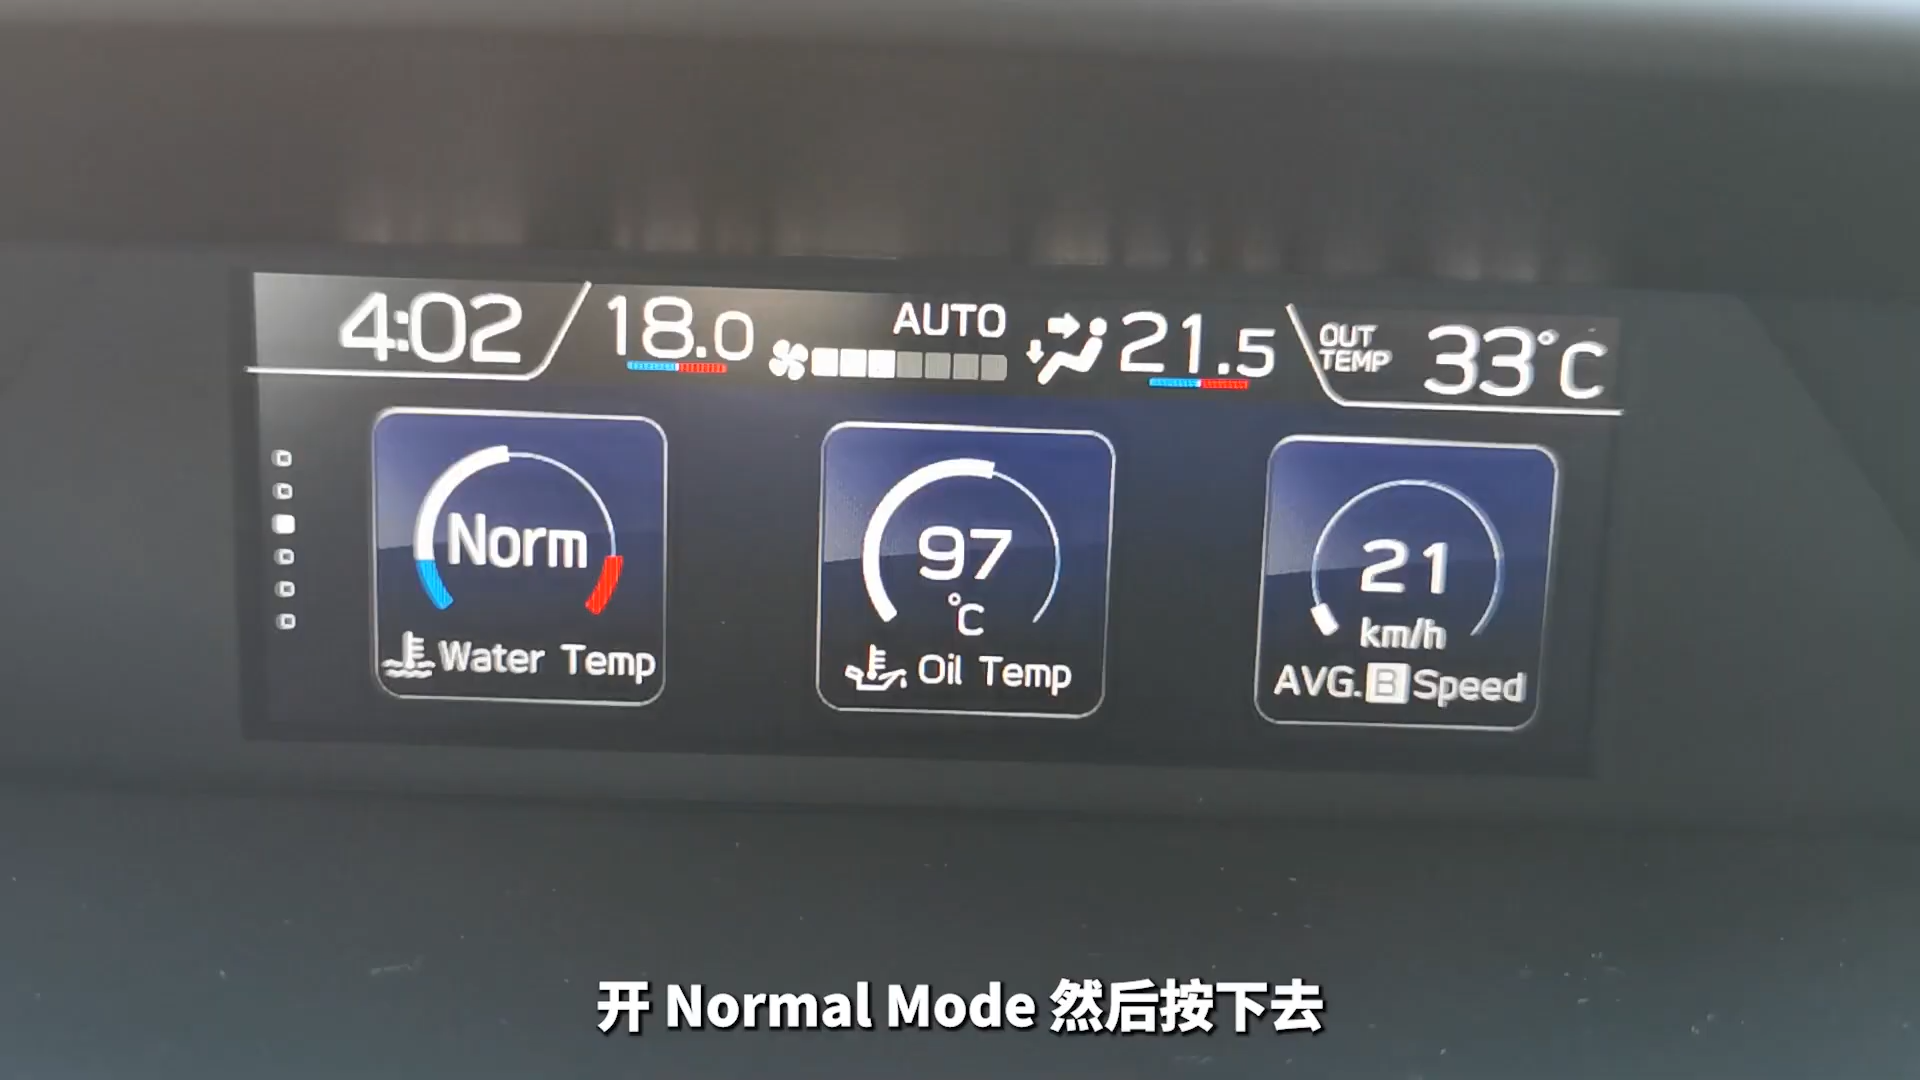 4:02 18.0 AUTO 21.5 OUT TEMP 33°C
Norm
Water Temp
97
°C
Oil Temp
21
km/h
AVG. B Speed
开 Normal Mode 然后按下去